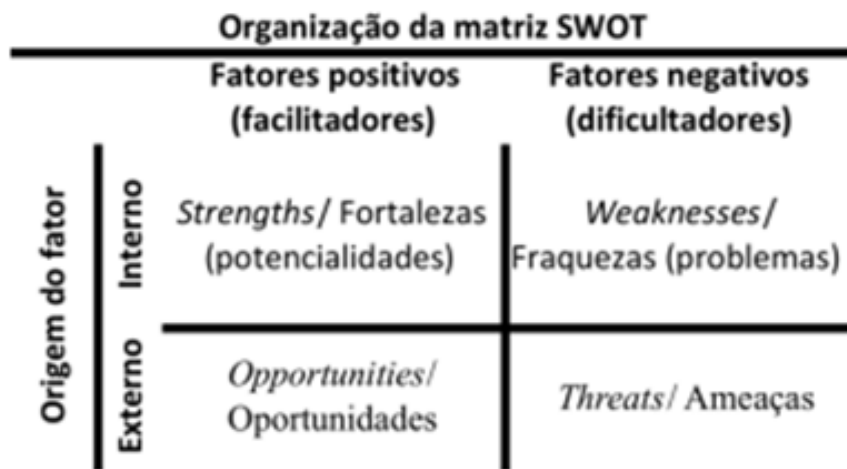 Organização da matriz SWOT
Fatores positivos
(facilitadores)
Fatores negativos
(dificultadores)
Origem do fator
Interno
Strengths/ Fortalezas
(potencialidades)
Weaknesses/
Fraquezas (problemas)
Externo
Opportunities/
Oportunidades
Threats/ Ameaças